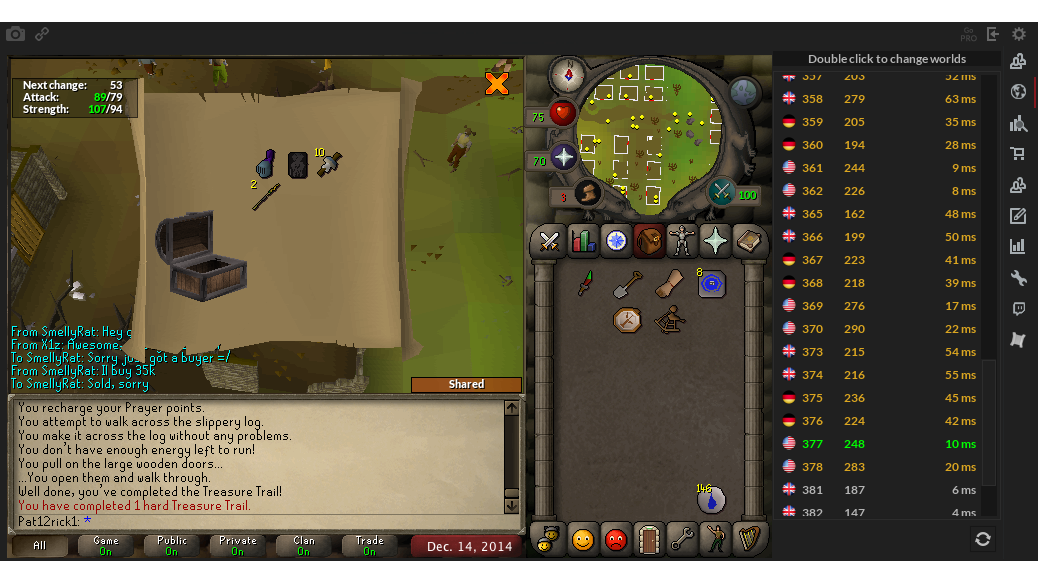 Go
PRO
Double click to change worlds
Next change: 53
Attack: 89/79
Strength: 107/94
10
2
N
75
70
3
100
8
146
From SmellyRat: Hey c
From X1z: Awesome,
To SmellyRat: Sorry just got a buyer =/
From SmellyRat: Il buy 35k
To SmellyRat: Sold, sorry
Shared
You recharge your Prayer points.
You attempt to walk across the slippery log.
You make it across the log without any problems.
You don't have enough energy left to run!
You pull on the large wooden doors...
...You open them and walk through.
Well done, you've completed the Treasure Trail!
You have completed 1 hard Treasure Trail.
Pat12rick1: *
All
Game
On
Public
On
Private
On
Clan
On
Trade
On
Dec. 14, 2014
357 203 52 ms
358 279 63 ms
359 205 35 ms
360 194 28 ms
361 244 9 ms
362 226 8 ms
365 162 48 ms
366 199 50 ms
367 223 41 ms
368 218 39 ms
369 276 17 ms
370 290 22 ms
373 215 54 ms
374 216 55 ms
375 236 45 ms
376 224 42 ms
377 248 10 ms
378 283 20 ms
381 187 6 ms
382 147 4 ms